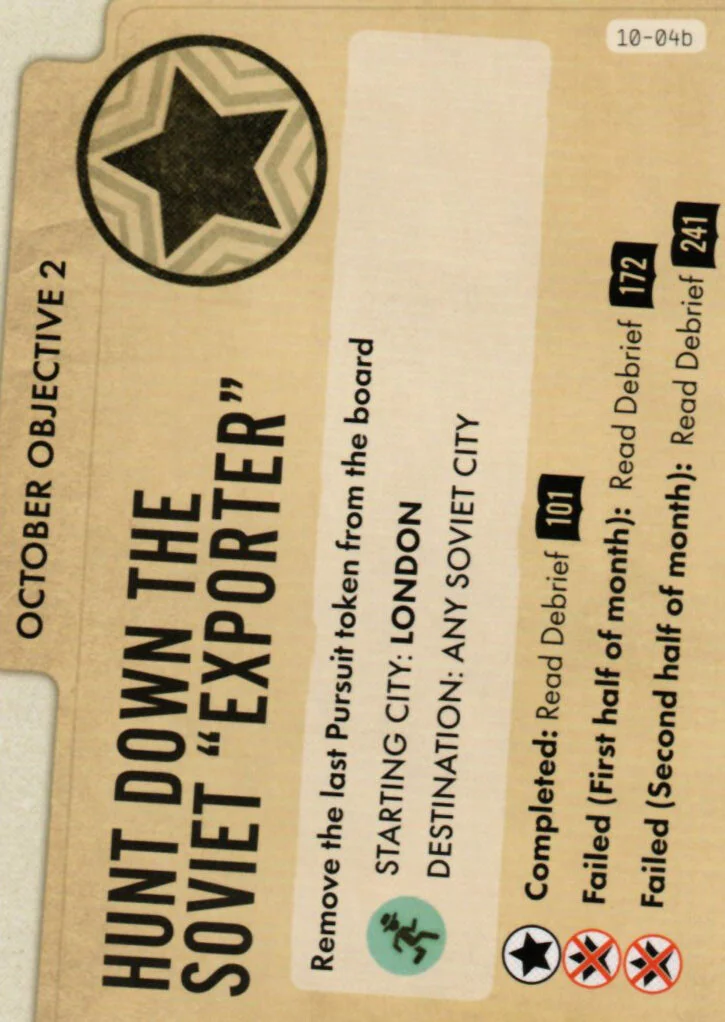 OCTOBER OBJECTIVE 2
HUNT DOWN THE
SOVIET “EXPORTER”
Remove the last Pursuit token from the board
STARTING CITY: LONDON
DESTINATION: ANY SOVIET CITY
Completed: Read Debrief 101
Failed (First half of month): Read Debrief 172
Failed (Second half of month): Read Debrief 241
10-04b